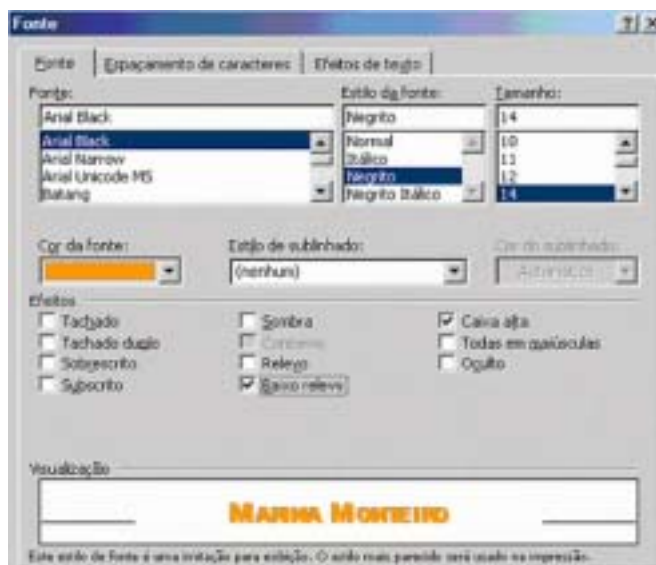 Fonte
Fonte Espaçamento de caracteres Efeitos de texto
Fonte: Estilo da fonte: Tamanho:
Arial Black Negrito 14
Arial Black Normal 10
Arial Narrow Itálico 11
Arial Unicode MS Negrito 12
Batang Negrito Itálico 14
Cor da fonte: Estilo de sublinhado: Cor do sublinhado:
(nenhum) Automático
Efeitos
Tachado Sombra Caixa alta
Tachado duplo Contorno Todas em maiúsculas
Sobrescrito Relevo Oculto
Subscrito Baixo relevo
Visualização
MARINA MONTEIRO
Este estilo de fonte é uma imitação para exibição. O estilo mais parecido será usado na impressão.